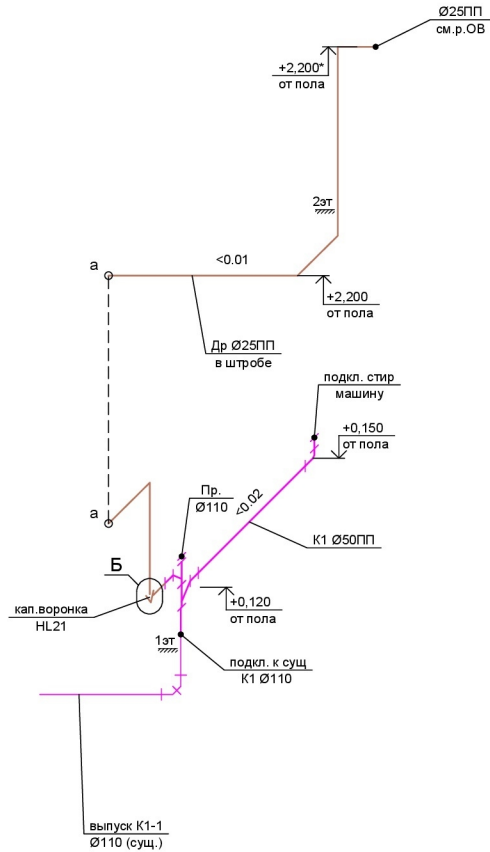 Ø25ПП
см.р.ОВ
+2,200*
от пола
2эт
а
<0.01
+2,200
от пола
Др Ø25ПП
в штробе
подкл. стир
машину
+0,150
от пола
Пр.
Ø110
<0.02
а
К1 Ø50ПП
Б
кап.воронка
HL21
+0,120
от пола
1эт
подкл. к сущ
К1 Ø110
выпуск К1-1
Ø110 (сущ.)